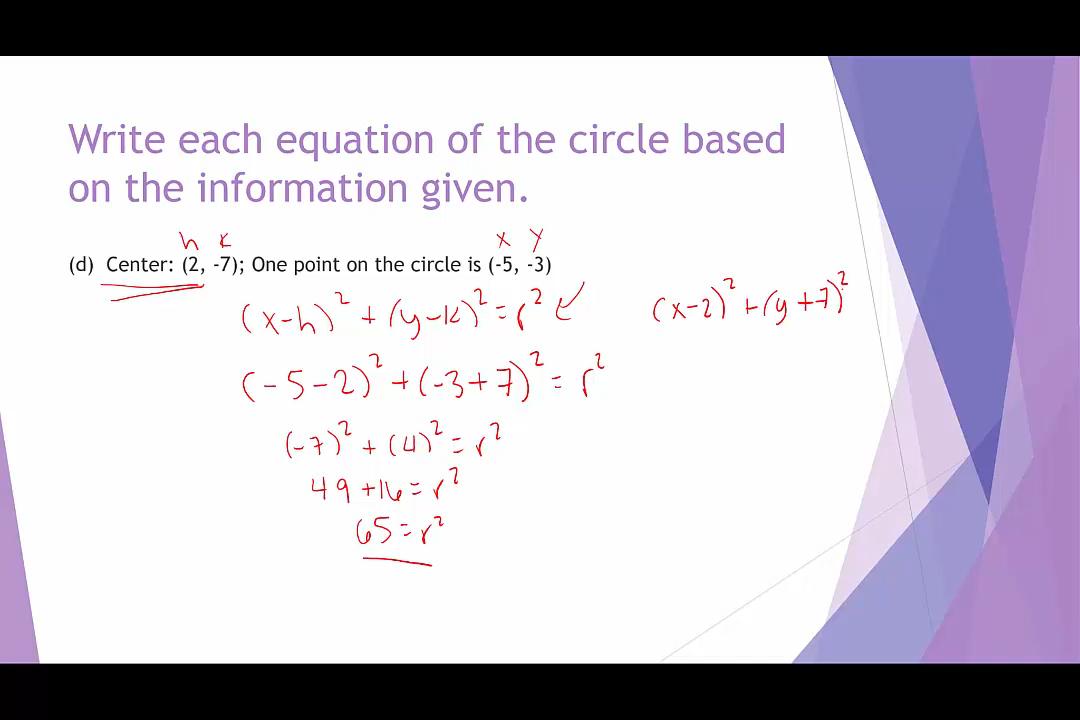 Write each equation of the circle based
on the information given.
h k x y
(d) Center: (2, -7); One point on the circle is (-5, -3)
(x-h)² + (y-k)² = r²
(x-2)² + (y+7)²
(-5-2)² + (-3+7)² = r²
(-7)² + (4)² = r²
49 + 16 = r²
65 = r²